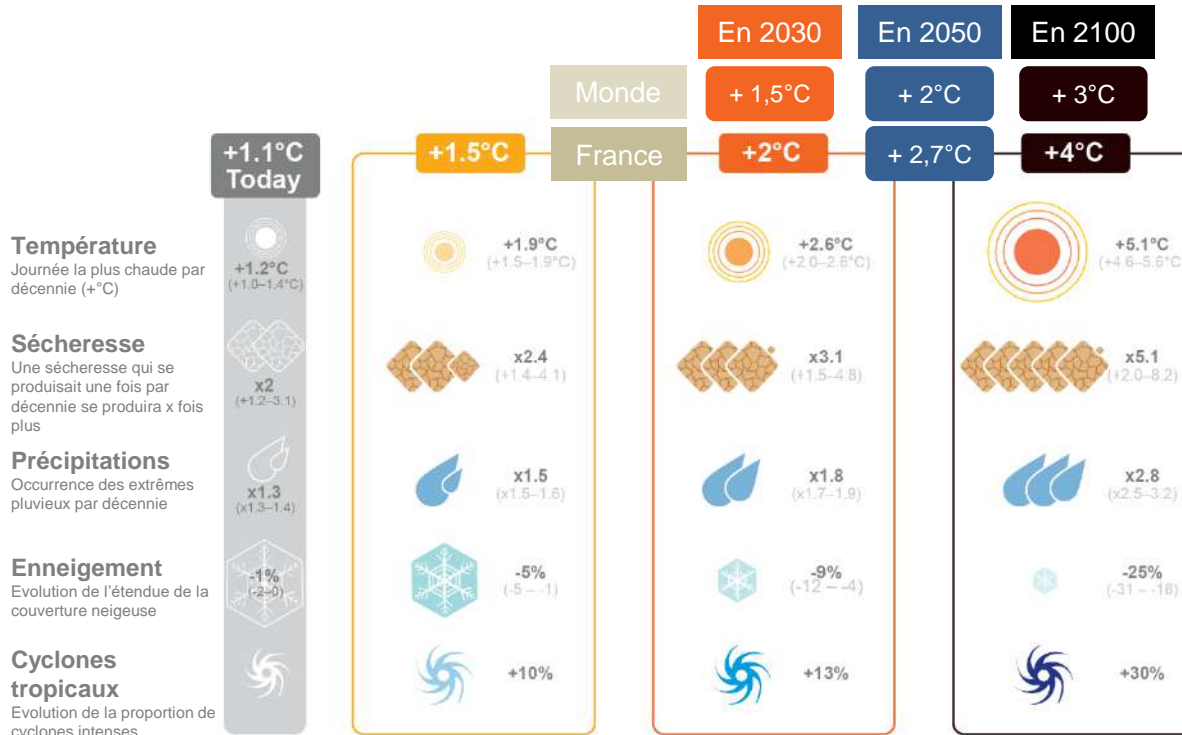 En 2030 En 2050 En 2100
Monde + 1,5°C + 2°C + 3°C
+1.1°C
Today
+1.5°C France +2°C + 2,7°C +4°C
Température
Journée la plus chaude par
décennie (+°C)
+1.2°C
(+1.0–1.4°C)
+1.9°C
(+1.5–1.9°C)
+2.6°C
(+2.0–2.8°C)
+5.1°C
(+4.6–5.6°C
Sécheresse
Une sécheresse qui se
produisait une fois par
décennie se produira x fois
plus
x2
(+1.2–3.1)
x2.4
(+1.4–4.1)
x3.1
(+1.5–4.8)
x5.1
(+2.0–8.2)
Précipitations
Occurrence des extrêmes
pluvieux par décennie
x1.3
(x1.3–1.4)
x1.5
(x1.5–1.6)
x1.8
(x1.7–1.9)
x2.8
(x2.5–3.2)
Enneigement
Evolution de l'étendue de la
couverture neigeuse
-1%
(-2–0)
-5%
(-5 – -1)
-9%
(-12 – -4)
-25%
(-31 – -18)
Cyclones
tropicaux
Evolution de la proportion de
cyclones intenses
+10%
+13%
+30%